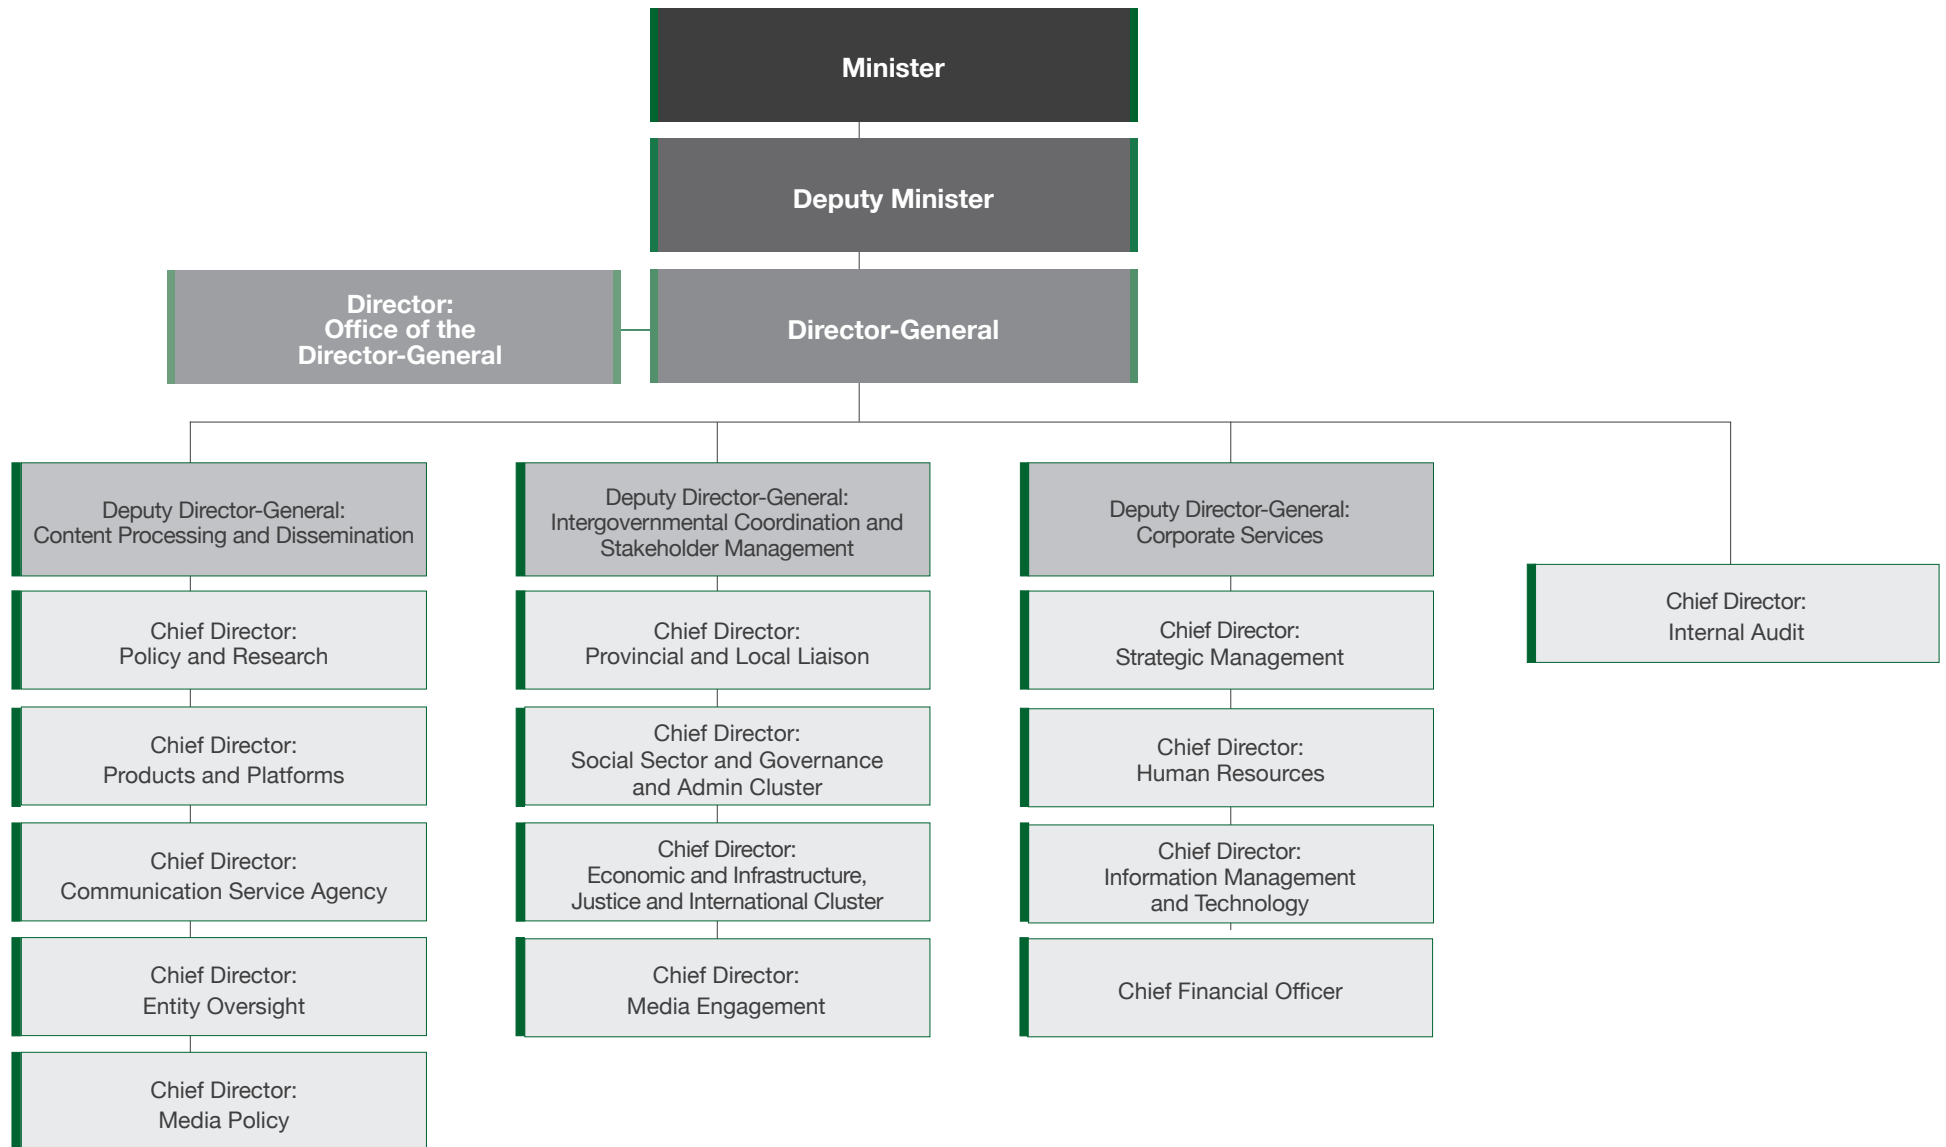 Minister
Deputy Minister
Director:
Office of the
Director-General
Director-General
Deputy Director-General:
Content Processing and Dissemination
Chief Director:
Policy and Research
Chief Director:
Products and Platforms
Chief Director:
Communication Service Agency
Chief Director:
Entity Oversight
Chief Director:
Media Policy
Deputy Director-General:
Intergovernmental Coordination and
Stakeholder Management
Chief Director:
Provincial and Local Liaison
Chief Director:
Social Sector and Governance
and Admin Cluster
Chief Director:
Economic and Infrastructure,
Justice and International Cluster
Chief Director:
Media Engagement
Deputy Director-General:
Corporate Services
Chief Director:
Strategic Management
Chief Director:
Human Resources
Chief Director:
Information Management
and Technology
Chief Financial Officer
Chief Director:
Internal Audit